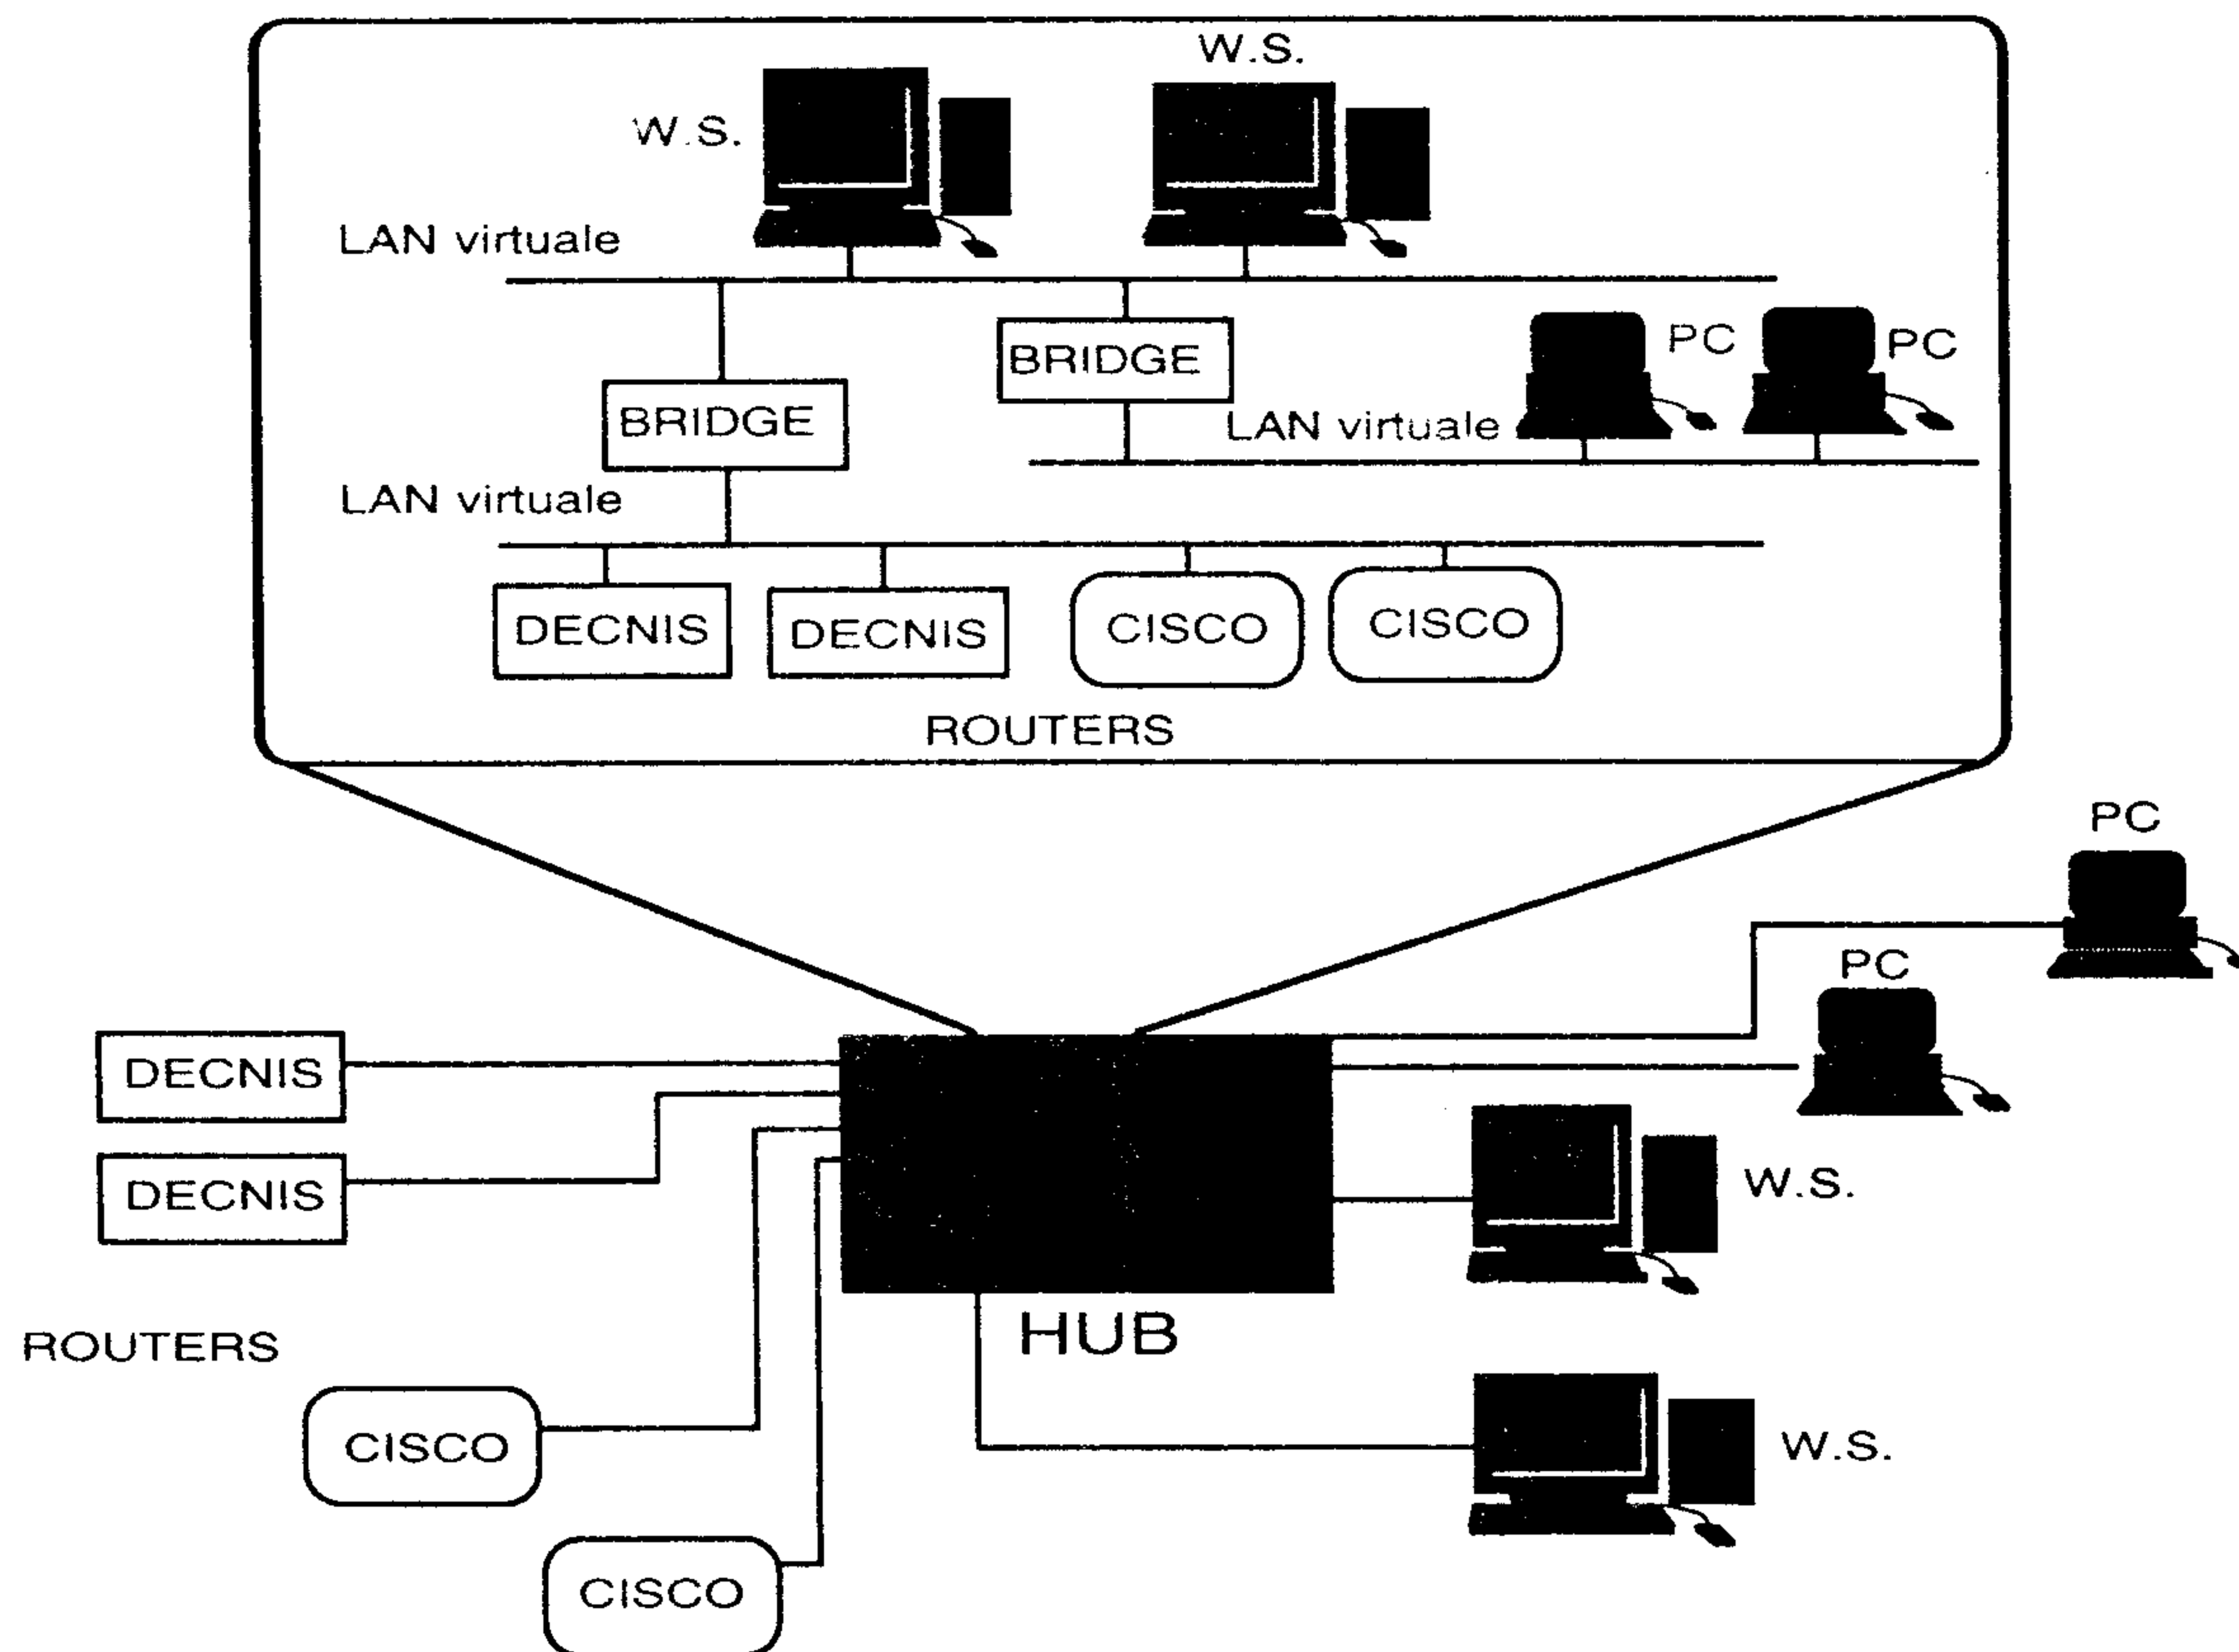 W.S.
W.S.
LAN virtuale
BRIDGE
PC
PC
BRIDGE
LAN virtuale
LAN virtuale
DECNIS
DECNIS
CISCO
CISCO
ROUTERS
PC
PC
DECNIS
DECNIS
W.S.
HUB
ROUTERS
CISCO
W.S.
CISCO